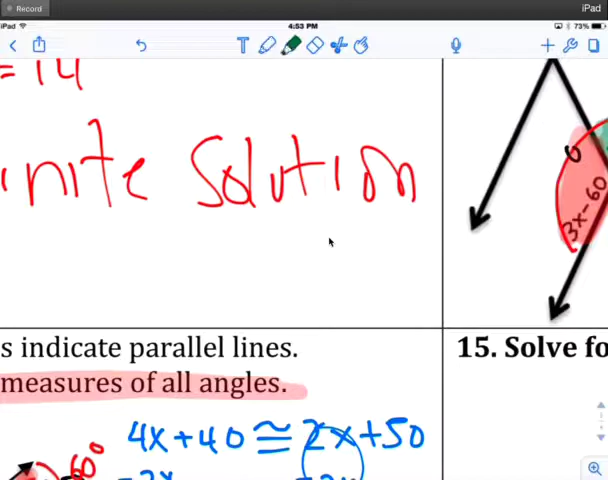 Record
iPad
iPad
4:53 PM
73%
= 14
inite Solution
3x-60
s indicate parallel lines.
measures of all angles.
15. Solve fo
4x+40≅2x+50
60°